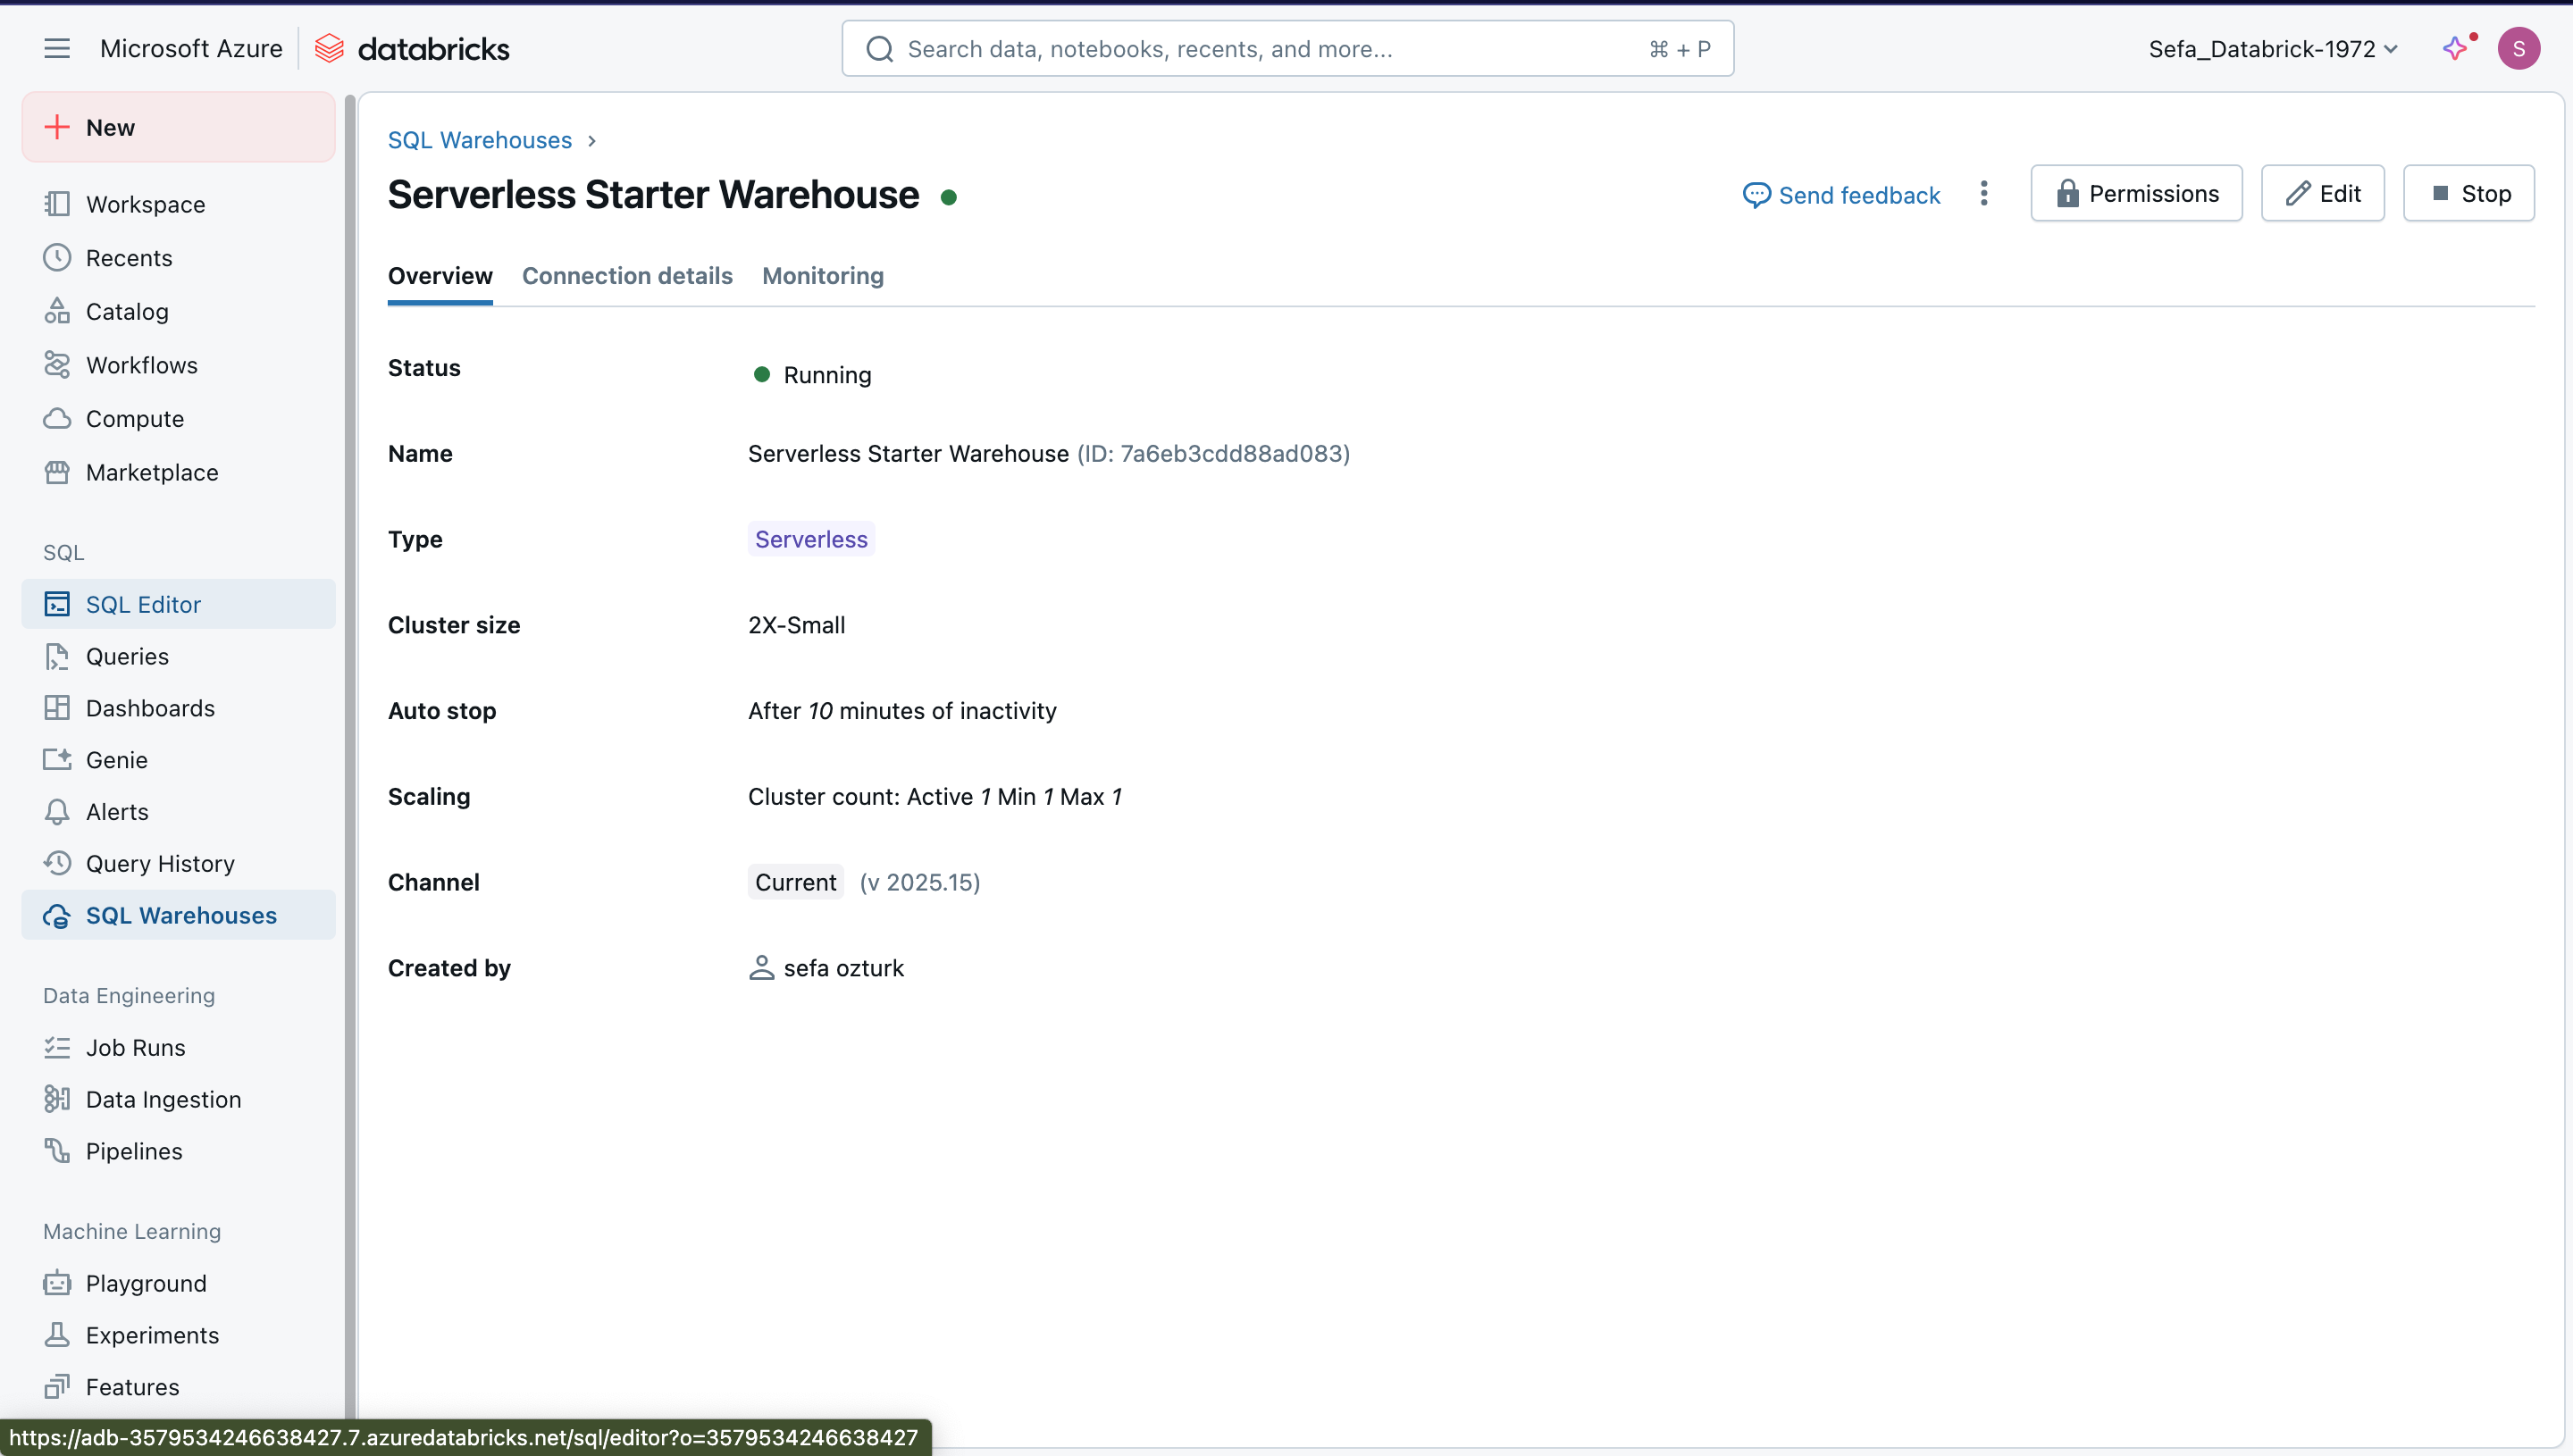 Microsoft Azure databricks
Search data, notebooks, recents, and more... ⌘ + P
Sefa_Databrick-1972
S
New
Workspace
Recents
Catalog
Workflows
Compute
Marketplace
SQL
SQL Editor
Queries
Dashboards
Genie
Alerts
Query History
SQL Warehouses
Data Engineering
Job Runs
Data Ingestion
Pipelines
Machine Learning
Playground
Experiments
Features
SQL Warehouses ›
Serverless Starter Warehouse
Send feedback
Permissions
Edit
Stop
Overview Connection details Monitoring
Status Running
Name Serverless Starter Warehouse (ID: 7a6eb3cdd88ad083)
Type Serverless
Cluster size 2X-Small
Auto stop After 10 minutes of inactivity
Scaling Cluster count: Active 1 Min 1 Max 1
Channel Current (v 2025.15)
Created by sefa ozturk
https://adb-3579534246638427.7.azuredatabricks.net/sql/editor?o=3579534246638427